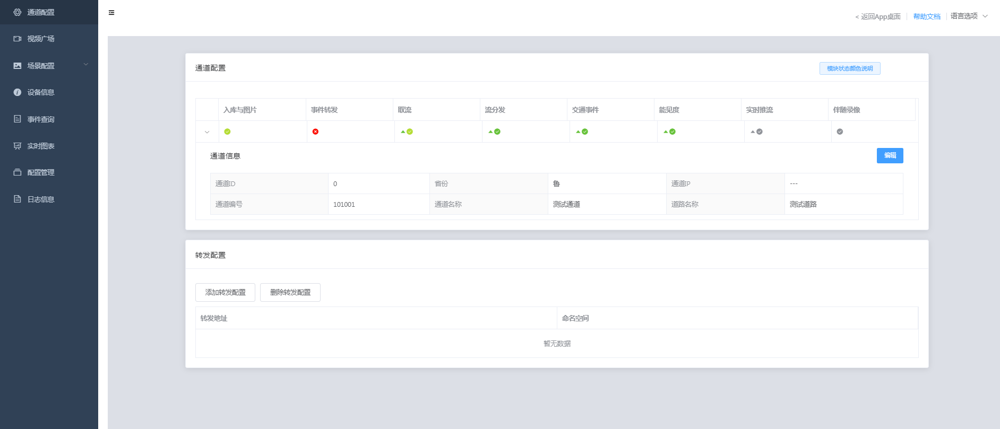 通道配置
视频广场
场景配置
设备信息
事件查询
实时图表
配置管理
日志信息
< 返回App桌面 帮助文档 语言选项
通道配置 模块状态颜色说明
入库与图片 事件转发 取流 流分发 交通事件 能见度 实时推流 伴随录像
通道信息 编辑
通道ID 0 省份 鲁 通道IP ---
通道编号 101001 通道名称 测试通道 道路名称 测试道路
转发配置
添加转发配置 删除转发配置
转发地址 命名空间
暂无数据